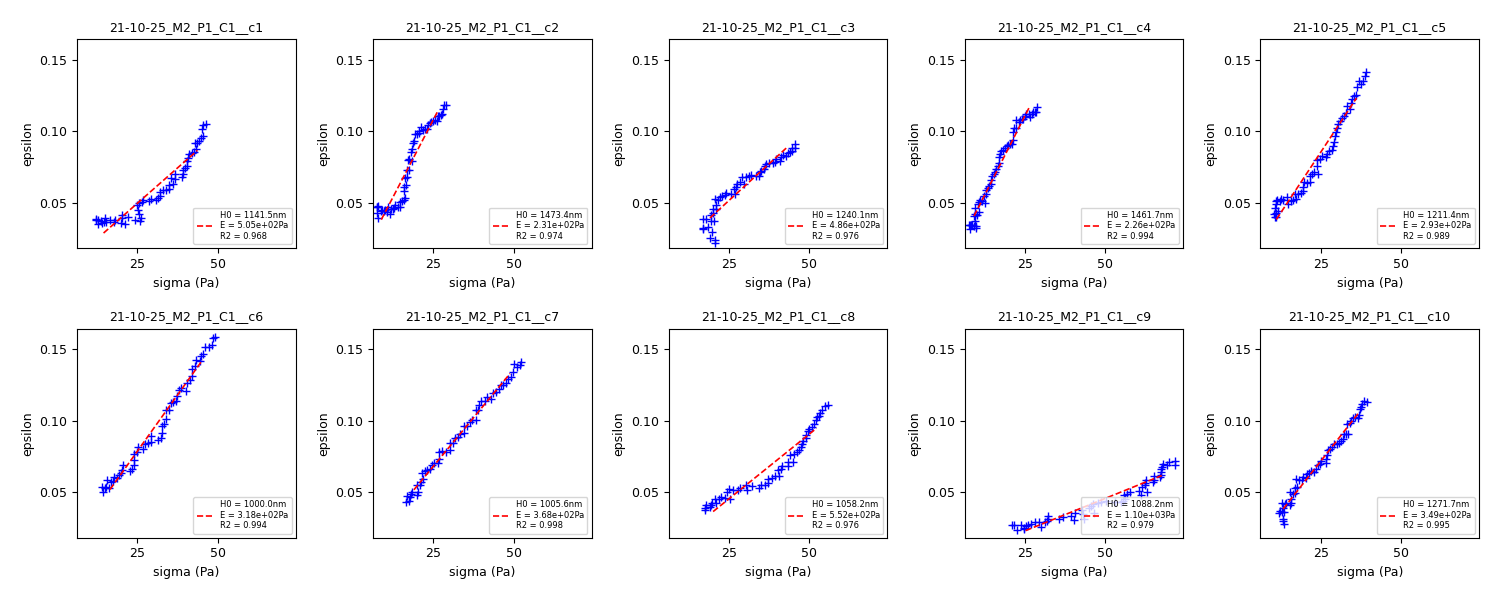 21-10-25_M2_P1_C1__c1
21-10-25_M2_P1_C1__c2
21-10-25_M2_P1_C1__c3
21-10-25_M2_P1_C1__c4
21-10-25_M2_P1_C1__c5
0.15
0.10
0.05
epsilon
25
50
sigma (Pa)
H0 = 1141.5nm
E = 5.05e+02Pa
R2 = 0.968
0.15
0.10
0.05
epsilon
25
50
sigma (Pa)
H0 = 1473.4nm
E = 2.31e+02Pa
R2 = 0.974
0.15
0.10
0.05
epsilon
25
50
sigma (Pa)
H0 = 1240.1nm
E = 4.86e+02Pa
R2 = 0.976
0.15
0.10
0.05
epsilon
25
50
sigma (Pa)
H0 = 1461.7nm
E = 2.26e+02Pa
R2 = 0.994
0.15
0.10
0.05
epsilon
25
50
sigma (Pa)
H0 = 1211.4nm
E = 2.93e+02Pa
R2 = 0.989
21-10-25_M2_P1_C1__c6
21-10-25_M2_P1_C1__c7
21-10-25_M2_P1_C1__c8
21-10-25_M2_P1_C1__c9
21-10-25_M2_P1_C1__c10
0.15
0.10
0.05
epsilon
25
50
sigma (Pa)
H0 = 1000.0nm
E = 3.18e+02Pa
R2 = 0.994
0.15
0.10
0.05
epsilon
25
50
sigma (Pa)
H0 = 1005.6nm
E = 3.68e+02Pa
R2 = 0.998
0.15
0.10
0.05
epsilon
25
50
sigma (Pa)
H0 = 1058.2nm
E = 5.52e+02Pa
R2 = 0.976
0.15
0.10
0.05
epsilon
25
50
sigma (Pa)
H0 = 1088.2nm
E = 1.10e+03Pa
R2 = 0.979
0.15
0.10
0.05
epsilon
25
50
sigma (Pa)
H0 = 1271.7nm
E = 3.49e+02Pa
R2 = 0.995